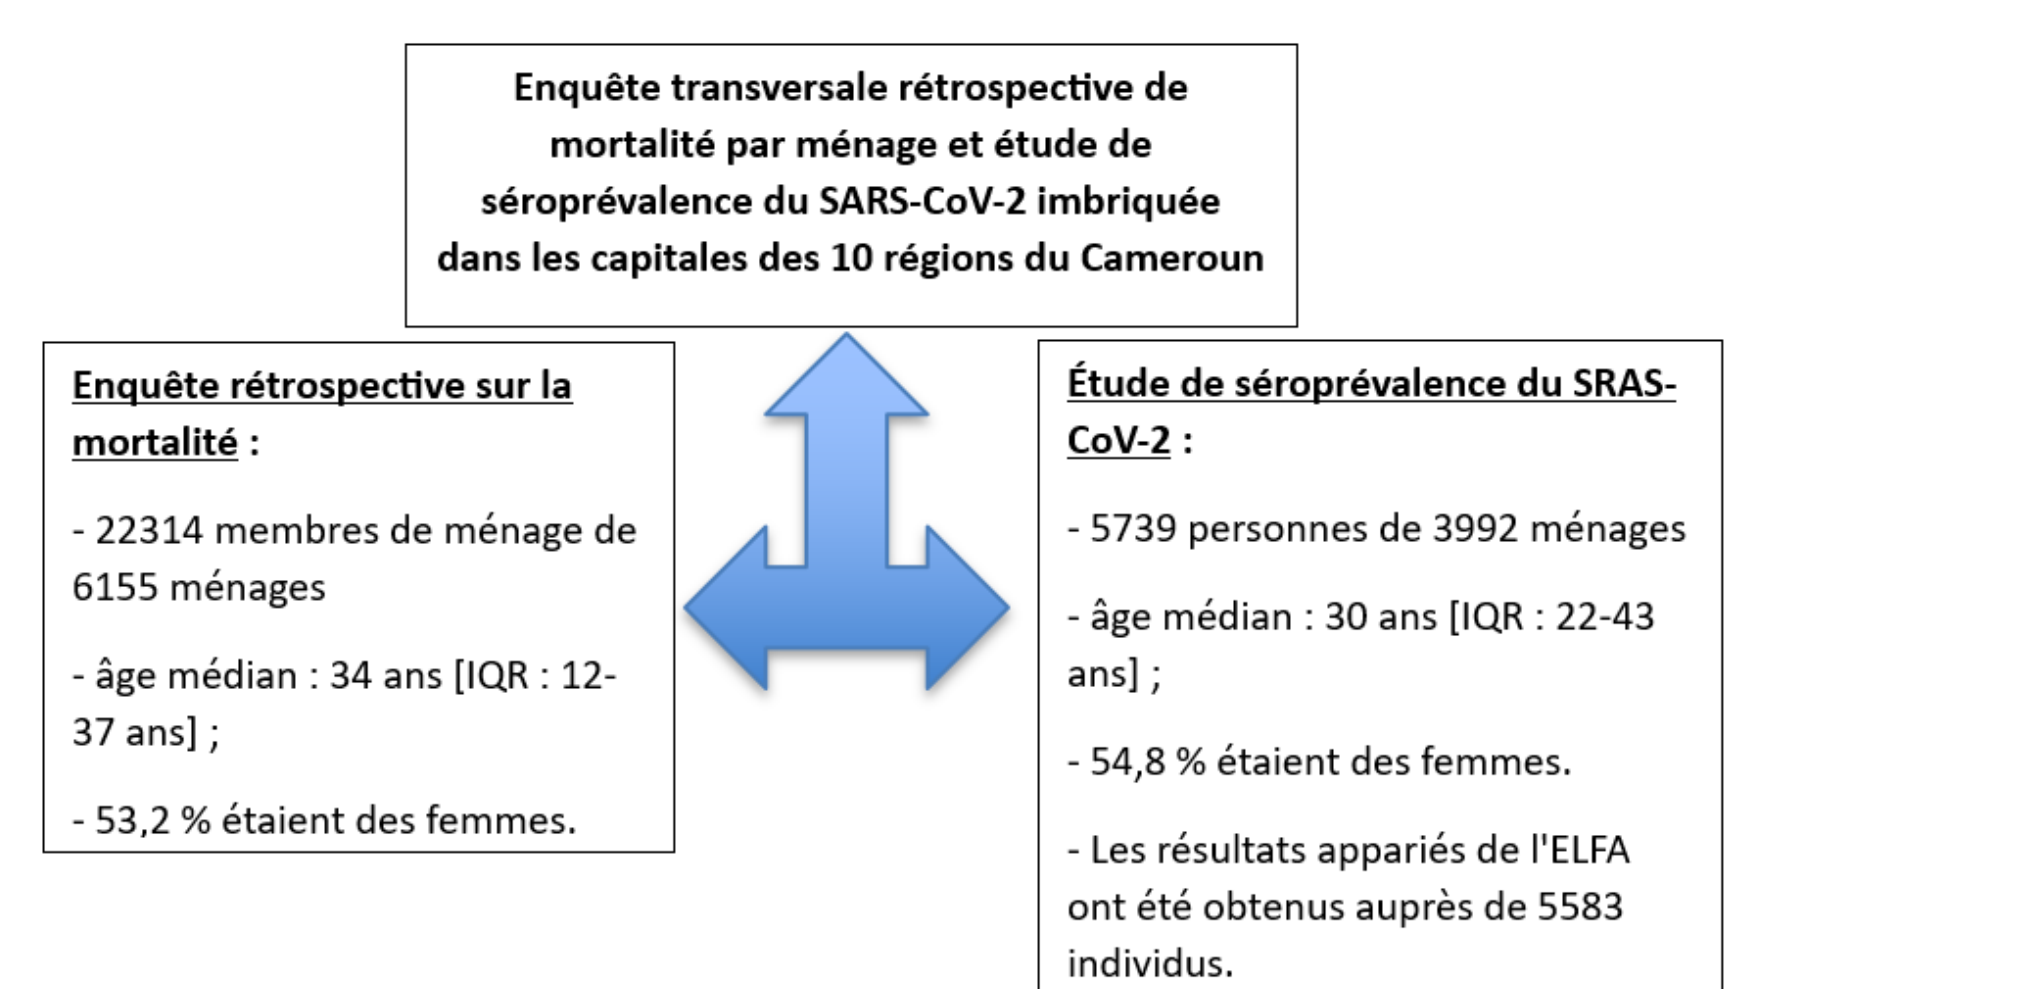 Enquête transversale rétrospective de
mortalité par ménage et étude de
séroprévalence du SARS-CoV-2 imbriquée
dans les capitales des 10 régions du Cameroun
Enquête rétrospective sur la
mortalité :
- 22314 membres de ménage de
6155 ménages
- âge médian : 34 ans [IQR : 12-
37 ans] ;
- 53,2 % étaient des femmes.
Étude de séroprévalence du SRAS-
CoV-2 :
- 5739 personnes de 3992 ménages
- âge médian : 30 ans [IQR : 22-43
ans] ;
- 54,8 % étaient des femmes.
- Les résultats appariés de l'ELFA
ont été obtenus auprès de 5583
individus.